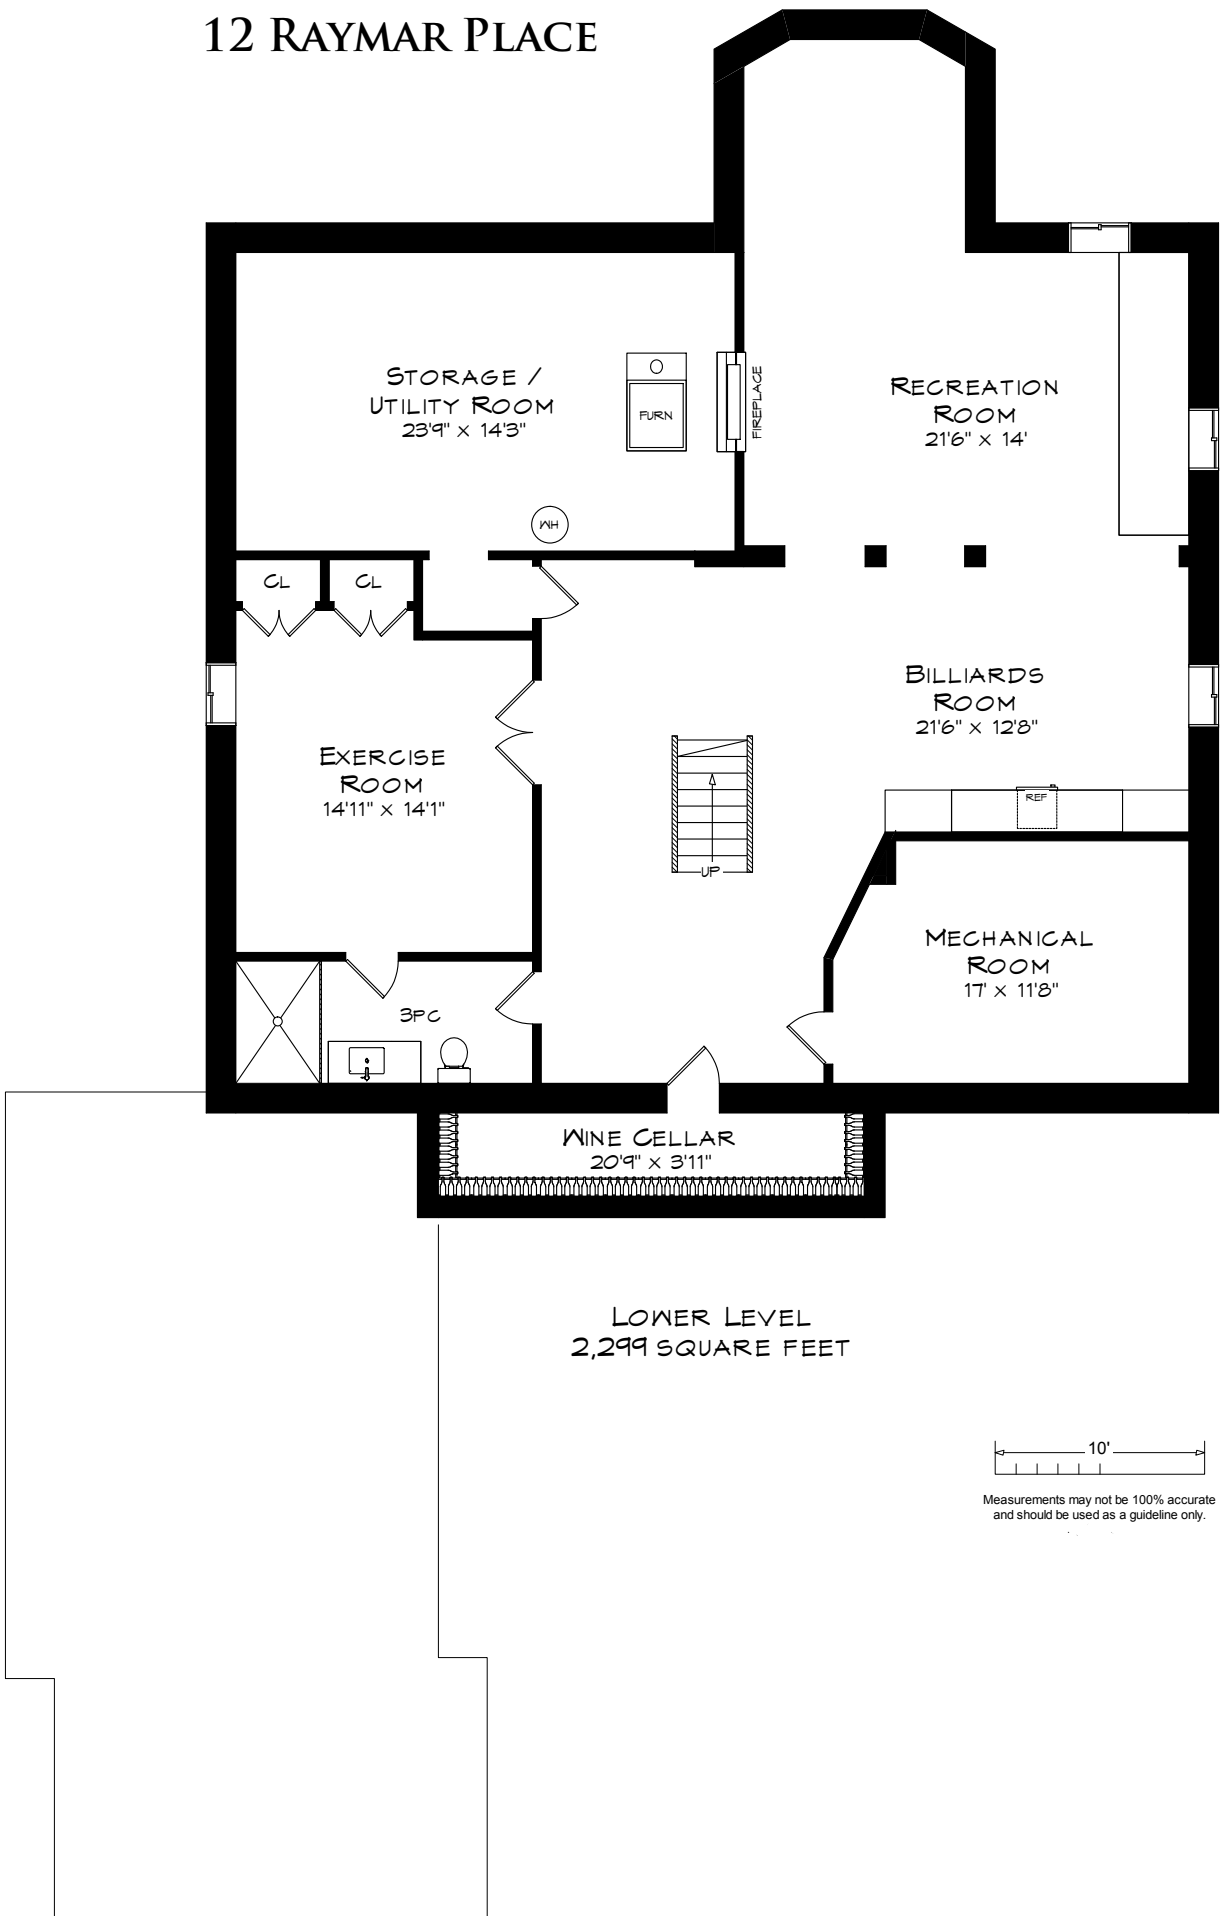 12 RAYMAR PLACE
STORAGE /
UTILITY ROOM
23'9" x 14'3"
FURN
FIREPLACE
RECREATION
ROOM
21'6" x 14'
WH
CL
CL
BILLIARDS
ROOM
21'6" x 12'8"
EXERCISE
ROOM
14'11" x 14'1"
REF
UP
MECHANICAL
ROOM
17' x 11'8"
3PC
WINE CELLAR
20'9" x 3'11"
LOWER LEVEL
2,299 SQUARE FEET
10'
Measurements may not be 100% accurate
and should be used as a guideline only.